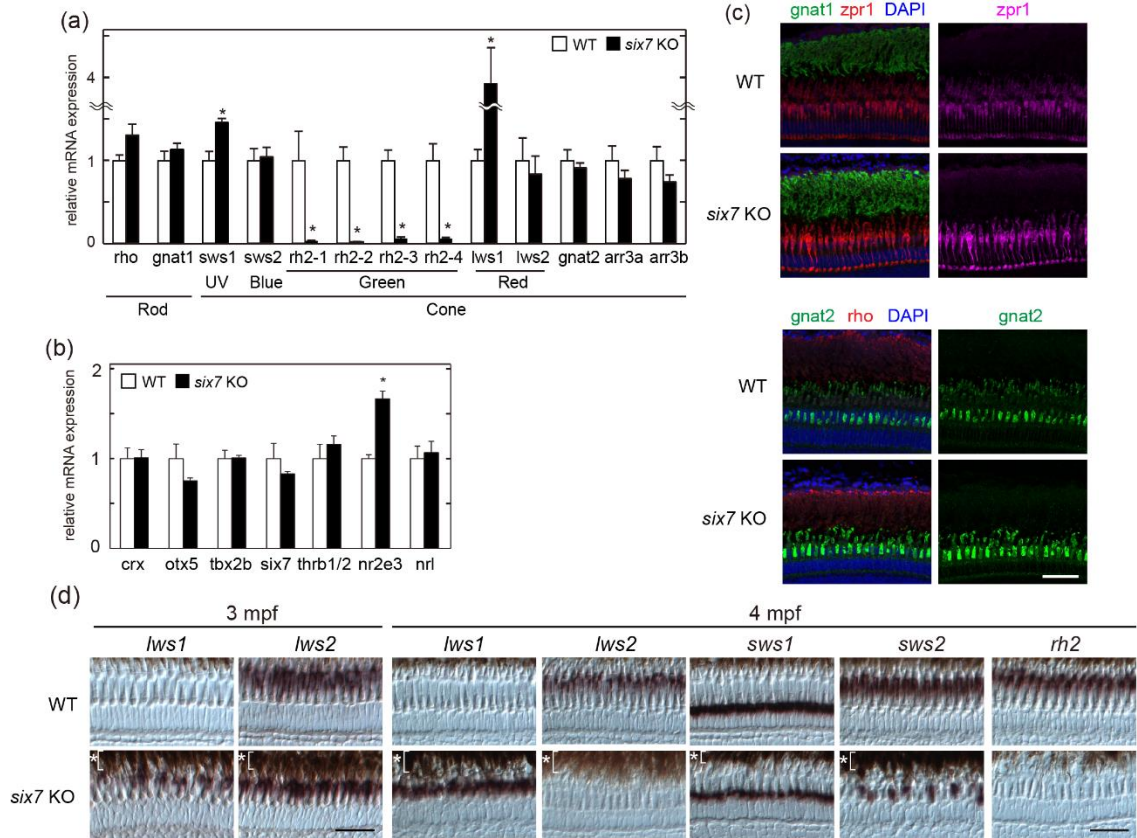 (a)
WT six7 KO
relative mRNA expression
4
1
0
rho gnat1 sws1 sws2 rh2-1 rh2-2 rh2-3 rh2-4 lws1 lws2 gnat2 arr3a arr3b
UV Blue Green Red
Rod Cone
* * * * * *
(b)
WT six7 KO
relative mRNA expression
2
1
0
*
crx otx5 tbx2b six7 thrb1/2 nr2e3 nrl
(c)
gnat1 zpr1 DAPI zpr1
WT
six7 KO
gnat2 rho DAPI gnat2
WT
six7 KO
(d)
3 mpf 4 mpf
lws1 lws2 lws1 lws2 sws1 sws2 rh2
WT
six7 KO
* * * * * *